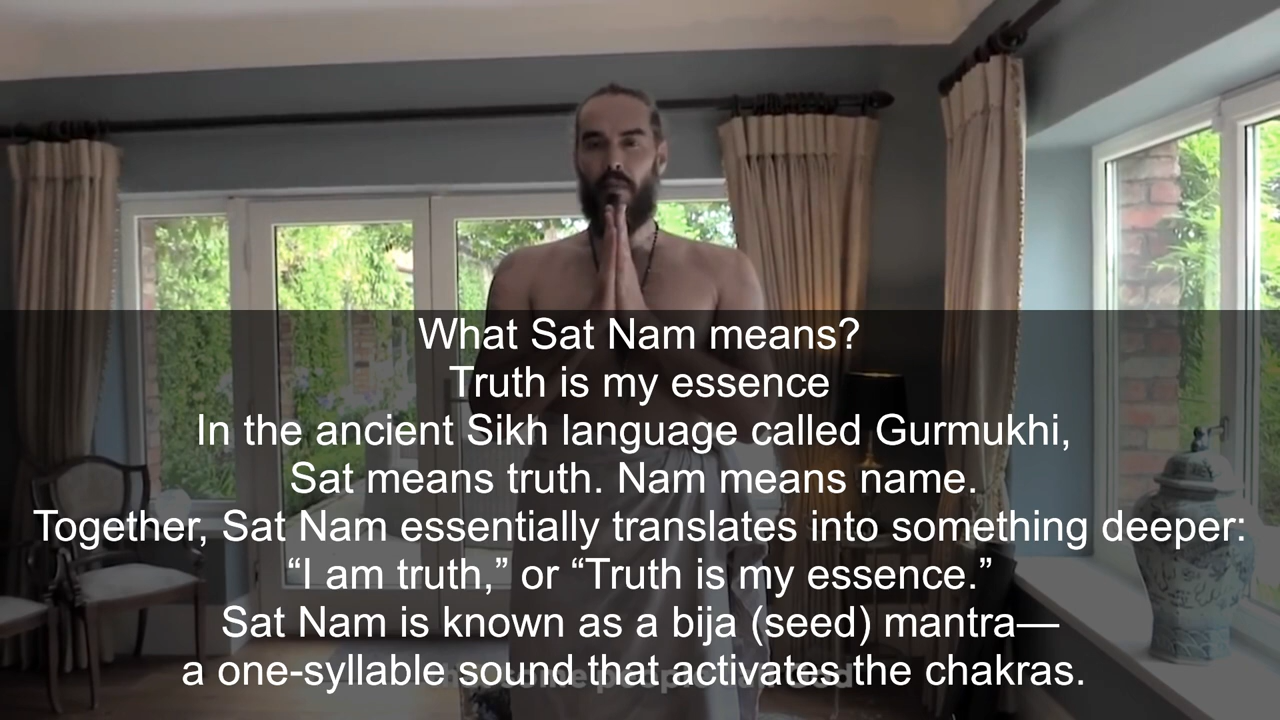 What Sat Nam means?
Truth is my essence
In the ancient Sikh language called Gurmukhi,
Sat means truth. Nam means name.
Together, Sat Nam essentially translates into something deeper:
“I am truth,” or “Truth is my essence.”
Sat Nam is known as a bija (seed) mantra—
a one-syllable sound that activates the chakras.